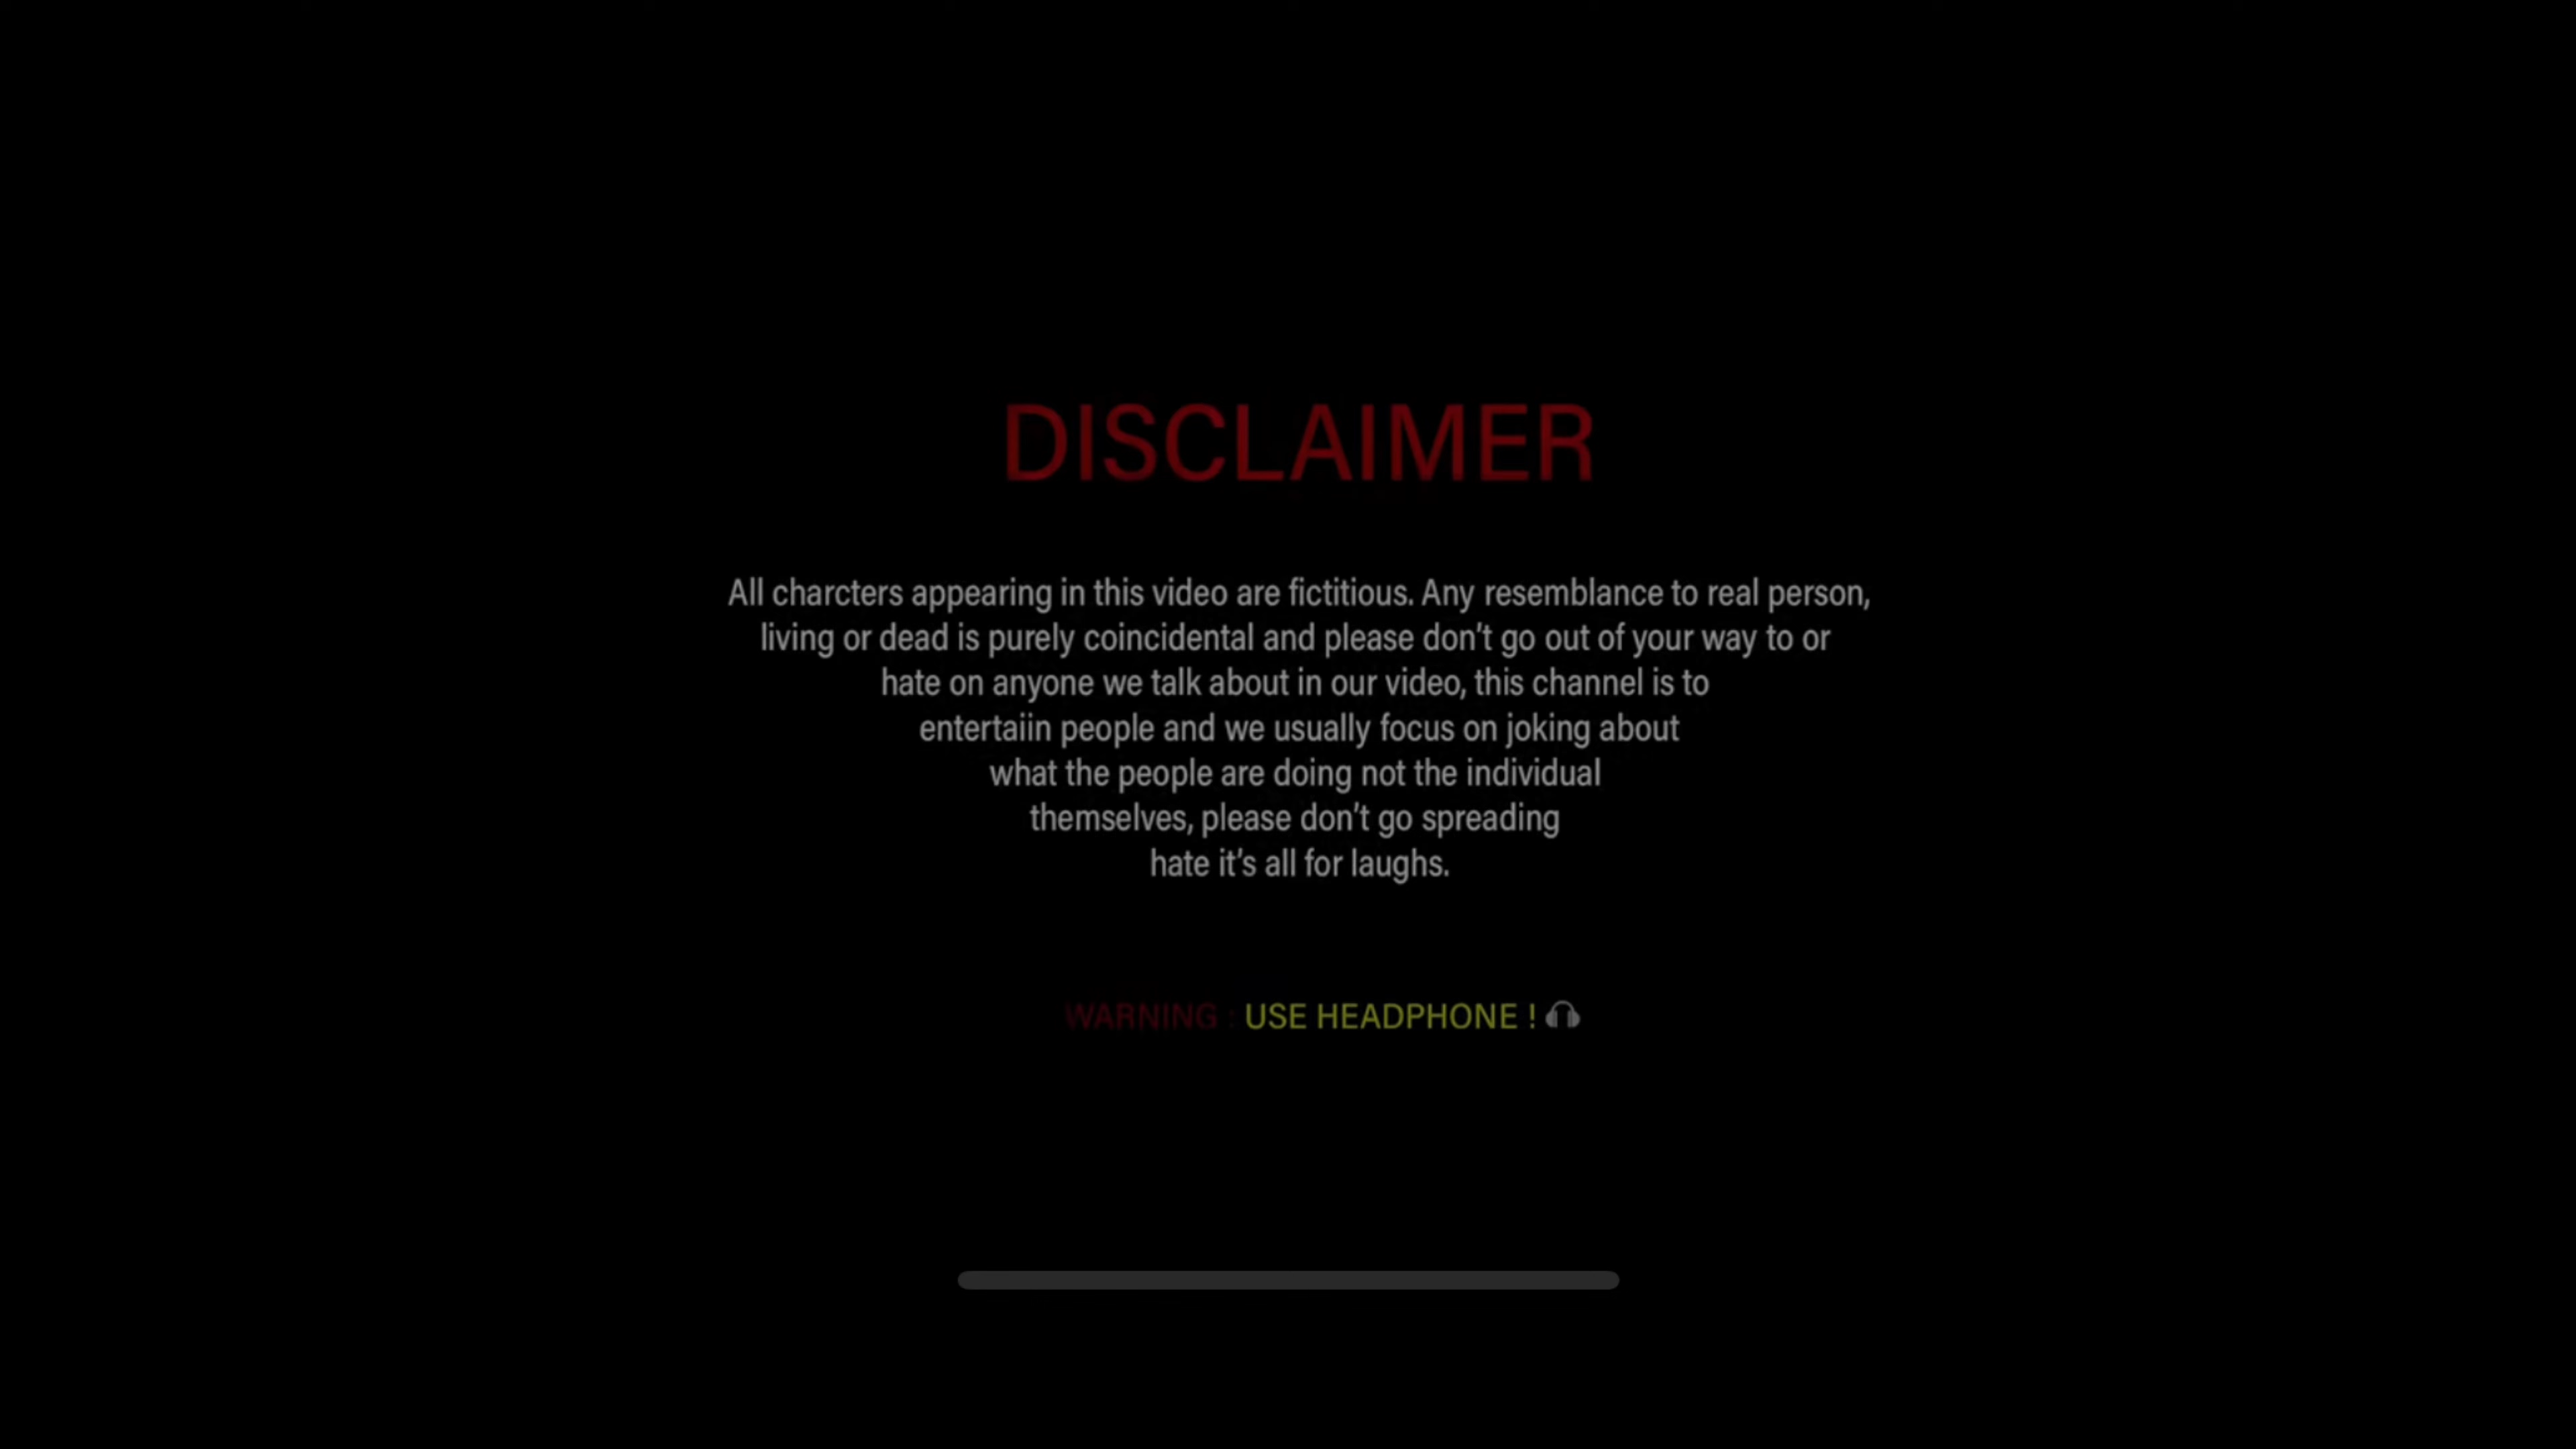 DISCLAIMER
All charcters appearing in this video are fictitious. Any resemblance to real person,
living or dead is purely coincidental and please don't go out of your way to or
hate on anyone we talk about in our video, this channel is to
entertaiin people and we usually focus on joking about
what the people are doing not the individual
themselves, please don't go spreading
hate it's all for laughs.
WARNING : USE HEADPHONE !